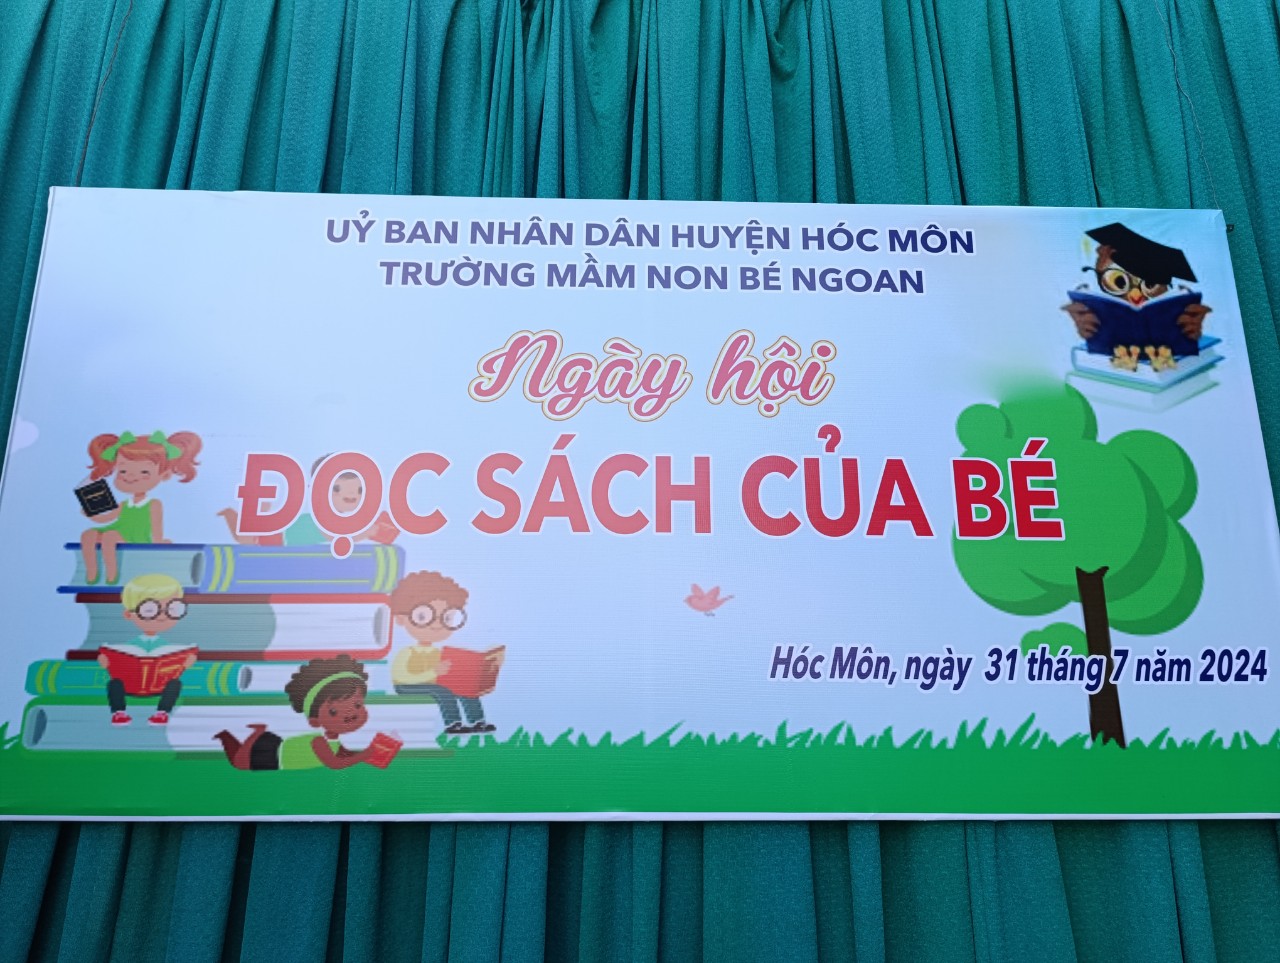 UỶ BAN NHÂN DÂN HUYỆN HÓC MÔN
TRƯỜNG MẦM NON BÉ NGOAN
Ngày hội
ĐỌC SÁCH CỦA BÉ
Hóc Môn, ngày 31 tháng 7 năm 2024